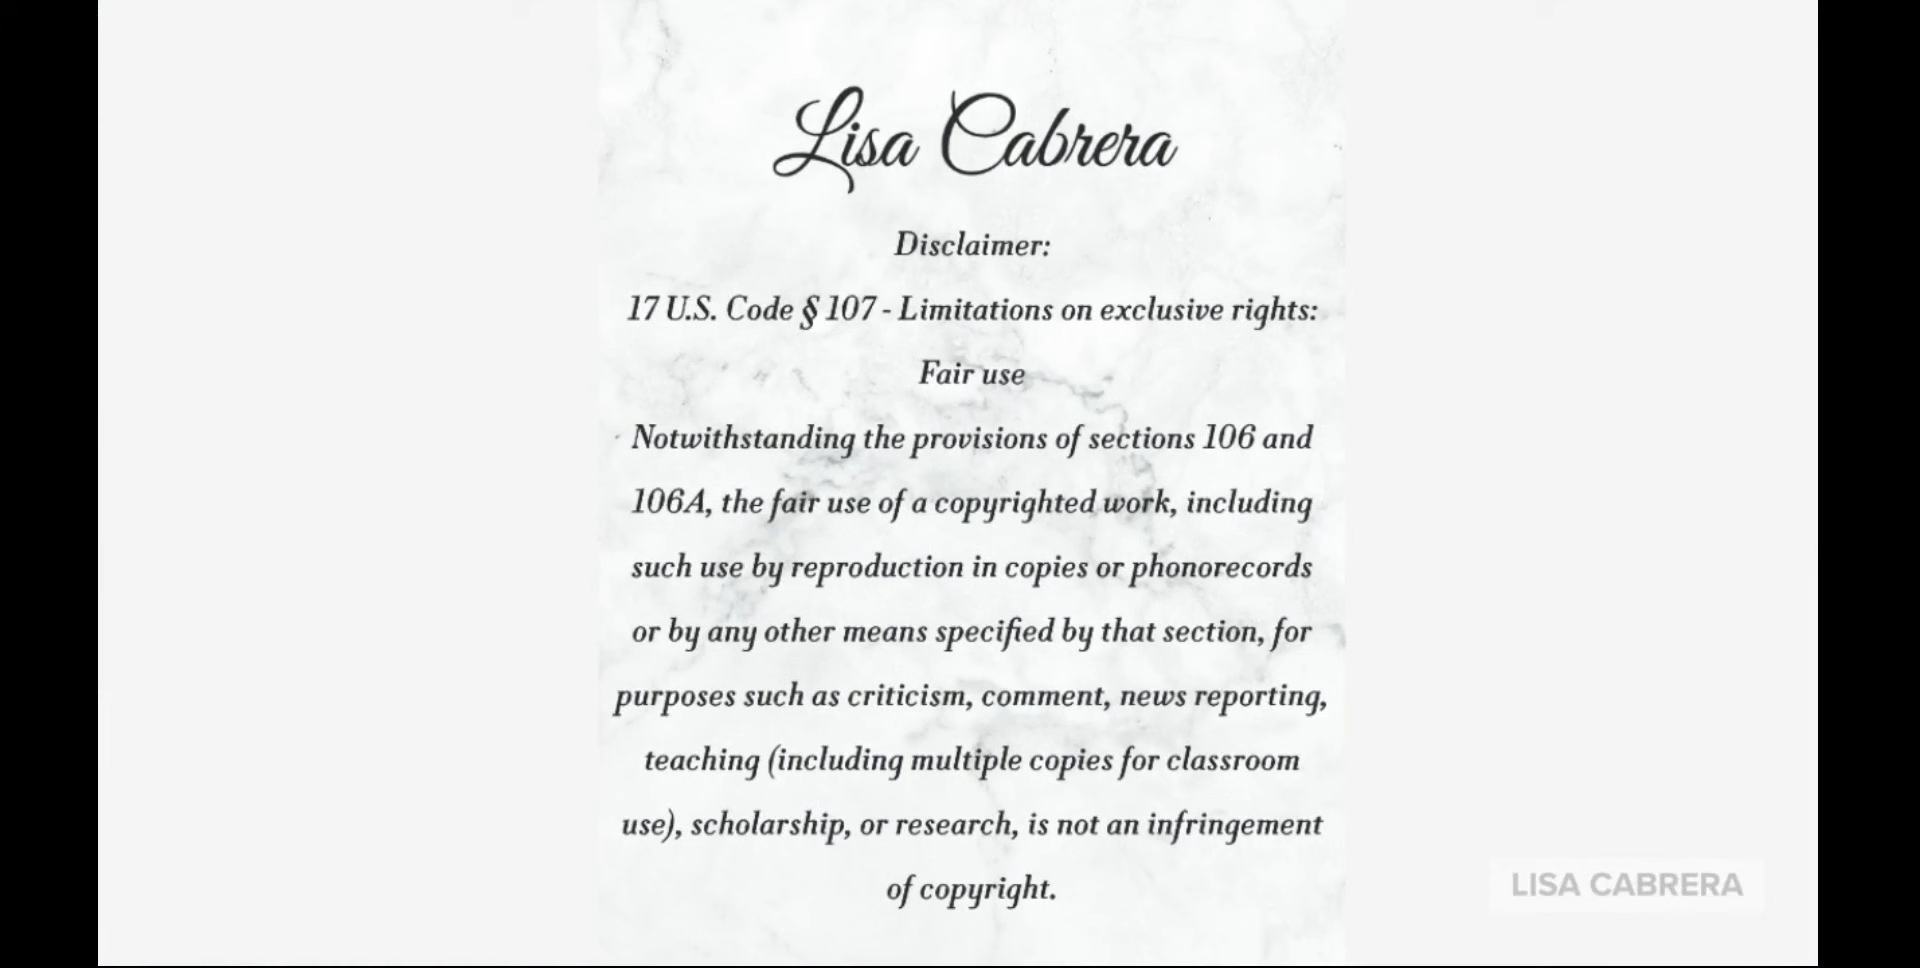 Lisa Cabrera
Disclaimer:
17 U.S. Code § 107 - Limitations on exclusive rights:
Fair use
Notwithstanding the provisions of sections 106 and
106A, the fair use of a copyrighted work, including
such use by reproduction in copies or phonorecords
or by any other means specified by that section, for
purposes such as criticism, comment, news reporting,
teaching (including multiple copies for classroom
use), scholarship, or research, is not an infringement
of copyright.
LISA CABRERA